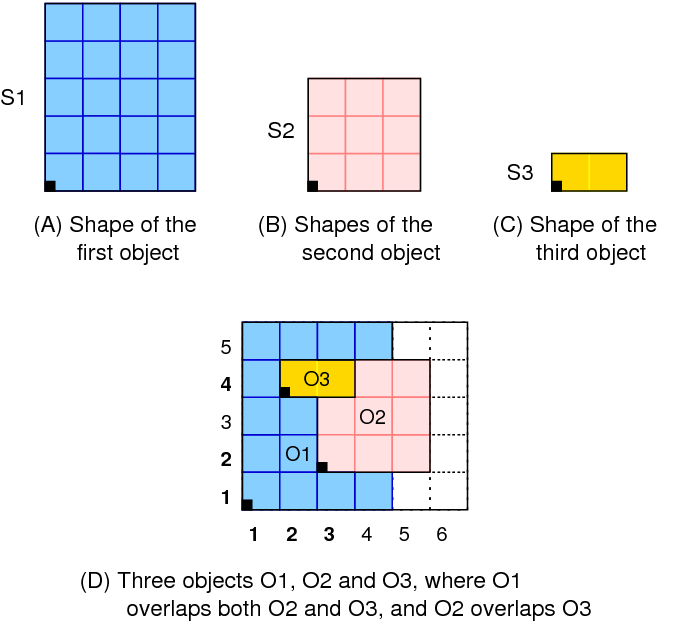 S1
S2
S3
(A) Shape of the
first object
(B) Shapes of the
second object
(C) Shape of the
third object
5
4
3
2
1
O3
O2
O1
1 2 3 4 5 6
(D) Three objects O1, O2 and O3, where O1
overlaps both O2 and O3, and O2 overlaps O3